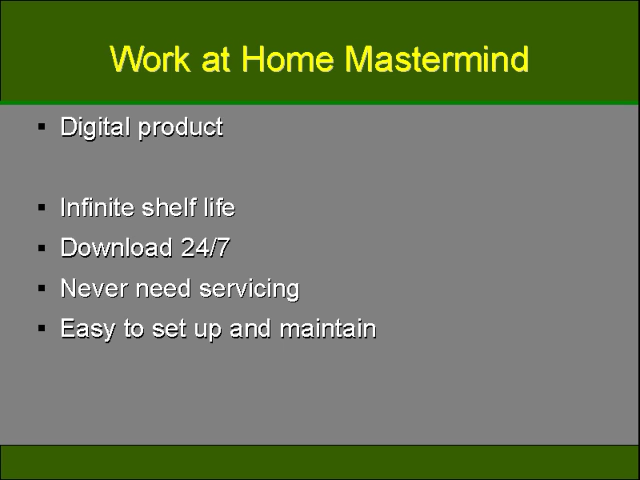 Work at Home Mastermind
▪ Digital product
▪ Infinite shelf life
▪ Download 24/7
▪ Never need servicing
▪ Easy to set up and maintain